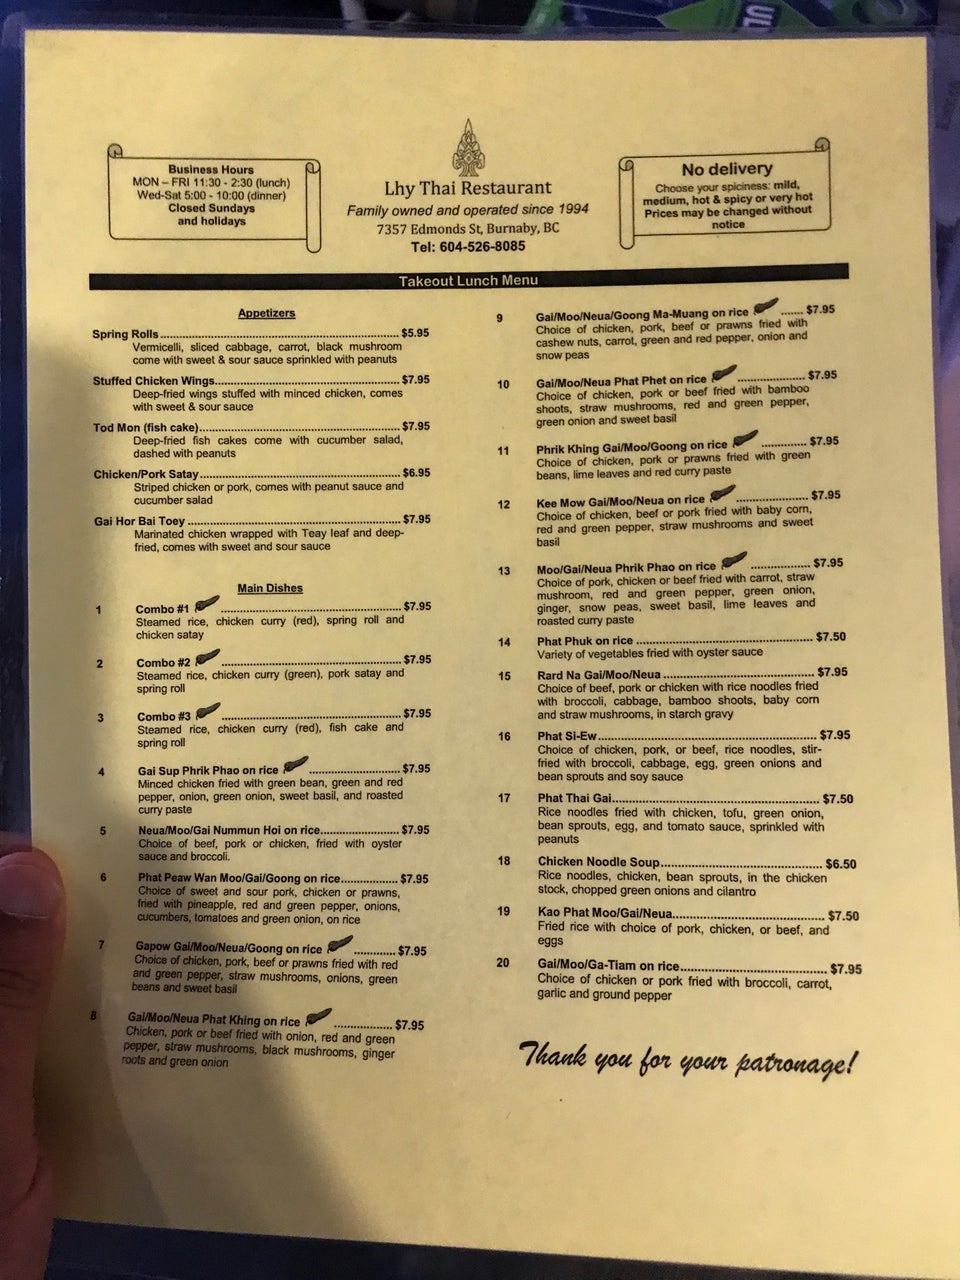 Business Hours
MON – FRI 11:30 - 2:30 (lunch)
Wed-Sat 5:00 - 10:00 (dinner)
Closed Sundays
and holidays
Lhy Thai Restaurant
Family owned and operated since 1994
7357 Edmonds St, Burnaby, BC
Tel: 604-526-8085
No delivery
Choose your spiciness: mild,
medium, hot & spicy or very hot
Prices may be changed without
notice
Takeout Lunch Menu
Appetizers
Spring Rolls ........ $5.95
Vermicelli, sliced cabbage, carrot, black mushroom
come with sweet & sour sauce sprinkled with peanuts
Stuffed Chicken Wings........ $7.95
Deep-fried wings stuffed with minced chicken, comes
with sweet & sour sauce
Tod Mon (fish cake)........ $7.95
Deep-fried fish cakes come with cucumber salad,
dashed with peanuts
Chicken/Pork Satay ........ $6.95
Striped chicken or pork, comes with peanut sauce and
cucumber salad
Gai Hor Bai Toey ........ $7.95
Marinated chicken wrapped with Teay leaf and deep-
fried, comes with sweet and sour sauce
Main Dishes
1 Combo #1 ........ $7.95
Steamed rice, chicken curry (red), spring roll and
chicken satay
2 Combo #2 ........ $7.95
Steamed rice, chicken curry (green), pork satay and
spring roll
3 Combo #3 ........ $7.95
Steamed rice, chicken curry (red), fish cake and
spring roll
4 Gai Sup Phrik Phao on rice ........ $7.95
Minced chicken fried with green bean, green and red
pepper, onion, green onion, sweet basil, and roasted
curry paste
5 Neua/Moo/Gai Nummun Hoi on rice........ $7.95
Choice of beef, pork or chicken, fried with oyster
sauce and broccoli.
6 Phat Peaw Wan Moo/Gai/Goong on rice........ $7.95
Choice of sweet and sour pork, chicken or prawns,
fried with pineapple, red and green pepper, onions,
cucumbers, tomatoes and green onion, on rice
7 Gapow Gai/Moo/Neua/Goong on rice ........ $7.95
Choice of chicken, pork, beef or prawns fried with red
and green pepper, straw mushrooms, onions, green
beans and sweet basil
8 Gai/Moo/Neua Phat Khing on rice ........ $7.95
Chicken, pork or beef fried with onion, red and green
pepper, straw mushrooms, black mushrooms, ginger
roots and green onion
9 Gai/Moo/Neua/Goong Ma-Muang on rice ....... $7.95
Choice of chicken, pork, beef or prawns fried with
cashew nuts, carrot, green and red pepper, onion and
snow peas
10 Gai/Moo/Neua Phat Phet on rice ........ $7.95
Choice of chicken, pork or beef fried with bamboo
shoots, straw mushrooms, red and green pepper,
green onion and sweet basil
11 Phrik Khing Gai/Moo/Goong on rice ........ $7.95
Choice of chicken, pork or prawns fried with green
beans, lime leaves and red curry paste
12 Kee Mow Gai/Moo/Neua on rice ........ $7.95
Choice of chicken, beef or pork fried with baby corn,
red and green pepper, straw mushrooms and sweet
basil
13 Moo/Gai/Neua Phrik Phao on rice ........ $7.95
Choice of pork, chicken or beef fried with carrot, straw
mushroom, red and green pepper, green onion,
ginger, snow peas, sweet basil, lime leaves and
roasted curry paste
14 Phat Phuk on rice ........ $7.50
Variety of vegetables fried with oyster sauce
15 Rard Na Gai/Moo/Neua ........ $7.95
Choice of beef, pork or chicken with rice noodles fried
with broccoli, cabbage, bamboo shoots, baby corn
and straw mushrooms, in starch gravy
16 Phat Si-Ew........ $7.95
Choice of chicken, pork, or beef, rice noodles, stir-
fried with broccoli, cabbage, egg, green onions and
bean sprouts and soy sauce
17 Phat Thai Gai........ $7.50
Rice noodles fried with chicken, tofu, green onion,
bean sprouts, egg, and tomato sauce, sprinkled with
peanuts
18 Chicken Noodle Soup........ $6.50
Rice noodles, chicken, bean sprouts, in the chicken
stock, chopped green onions and cilantro
19 Kao Phat Moo/Gai/Neua........ $7.50
Fried rice with choice of pork, chicken, or beef, and
eggs
20 Gai/Moo/Ga-Tiam on rice........ $7.95
Choice of chicken or pork fried with broccoli, carrot,
garlic and ground pepper
Thank you for your patronage!